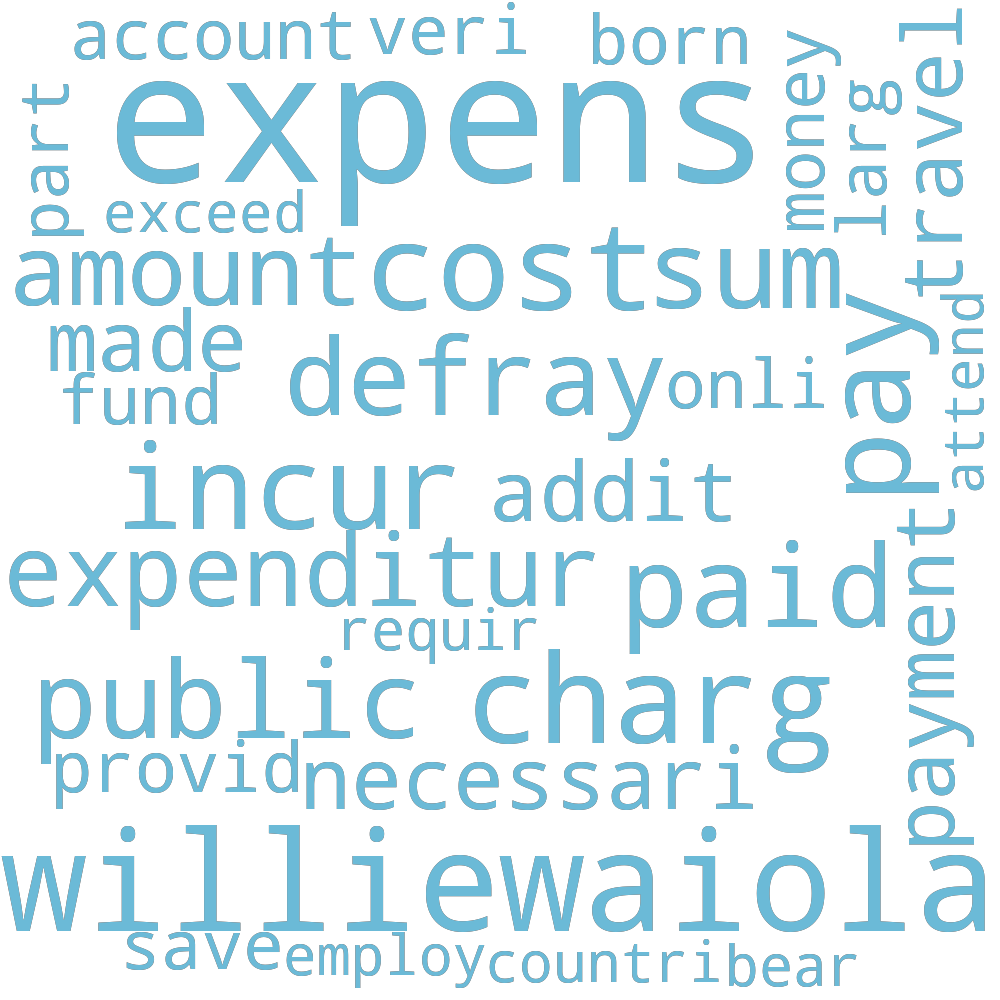 account veri born
expens
part
money
larg
travel
exceed
amount cost sum
made
defray
pay
attend
fund
onli
incur
addit
expenditur
paid
payment
requir
public charg
provid necessari
williewaiola
save employ countri bear